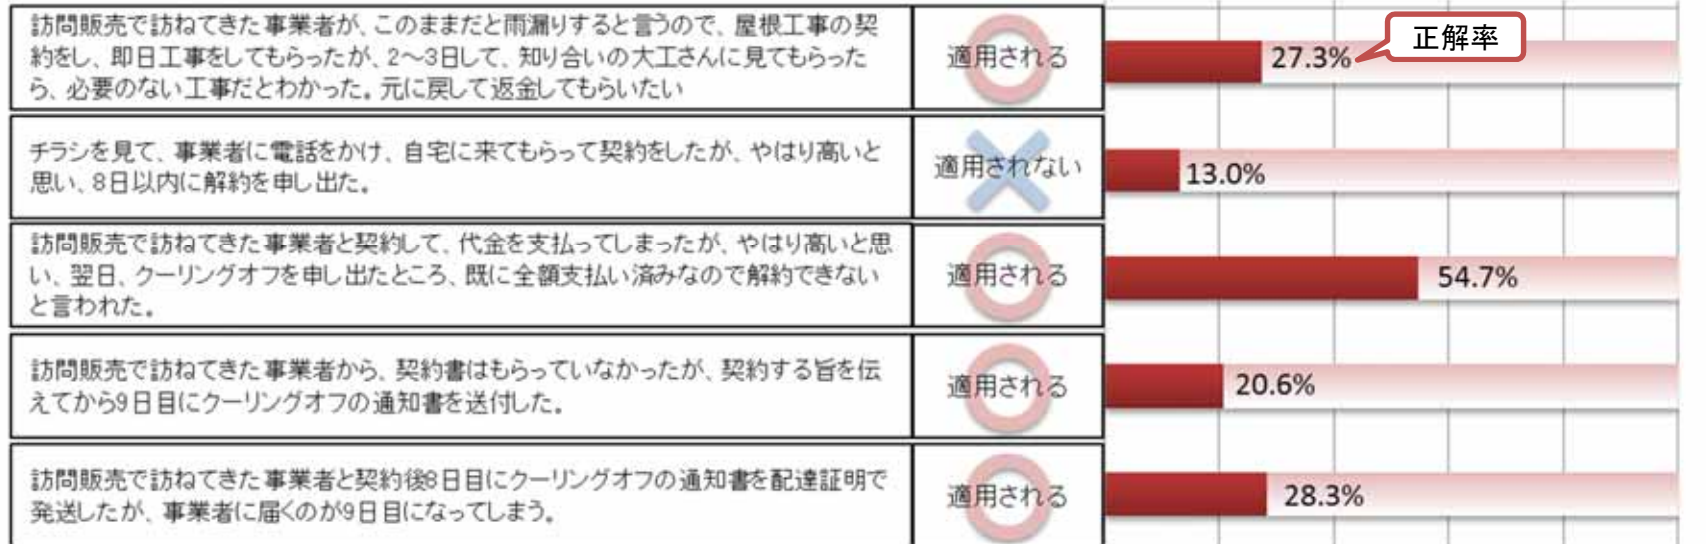 訪問販売で訪ねてきた事業者が、このままだと雨漏りすると言うので、屋根工事の契
約をし、即日工事をしてもらったが、2～3日して、知り合いの大工さんに見てもらった
ら、必要のない工事だとわかった。元に戻して返金してもらいたい
適用される
27.3%
正解率
チラシを見て、事業者に電話をかけ、自宅に来てもらって契約をしたが、やはり高いと
思い、8日以内に解約を申し出た。
適用されない
13.0%
訪問販売で訪ねてきた事業者と契約して、代金を支払ってしまったが、やはり高いと思
い、翌日、クーリングオフを申し出たところ、既に全額支払い済みなので解約できない
と言われた。
適用される
54.7%
訪問販売で訪ねてきた事業者から、契約書はもらっていなかったが、契約する旨を伝
えてから9日目にクーリングオフの通知書を送付した。
適用される
20.6%
訪問販売で訪ねてきた事業者と契約後8日目にクーリングオフの通知書を配達証明で
発送したが、事業者に届くのが9日目になってしまう。
適用される
28.3%